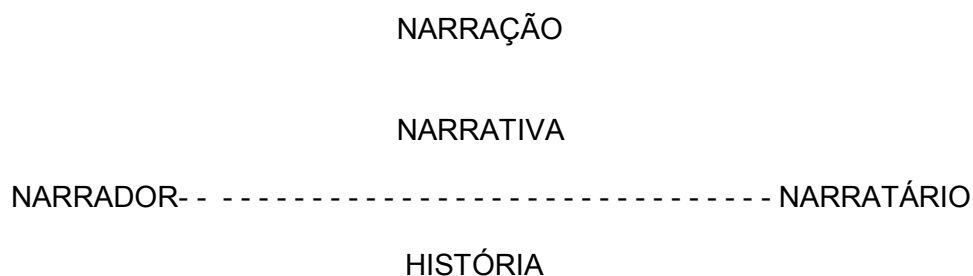 NARRAÇÃO
NARRATIVA
NARRADOR- - - - - - - - - - - - - - - - - - - - - - - - - - - - - - - - - NARRATÁRIO
HISTÓRIA